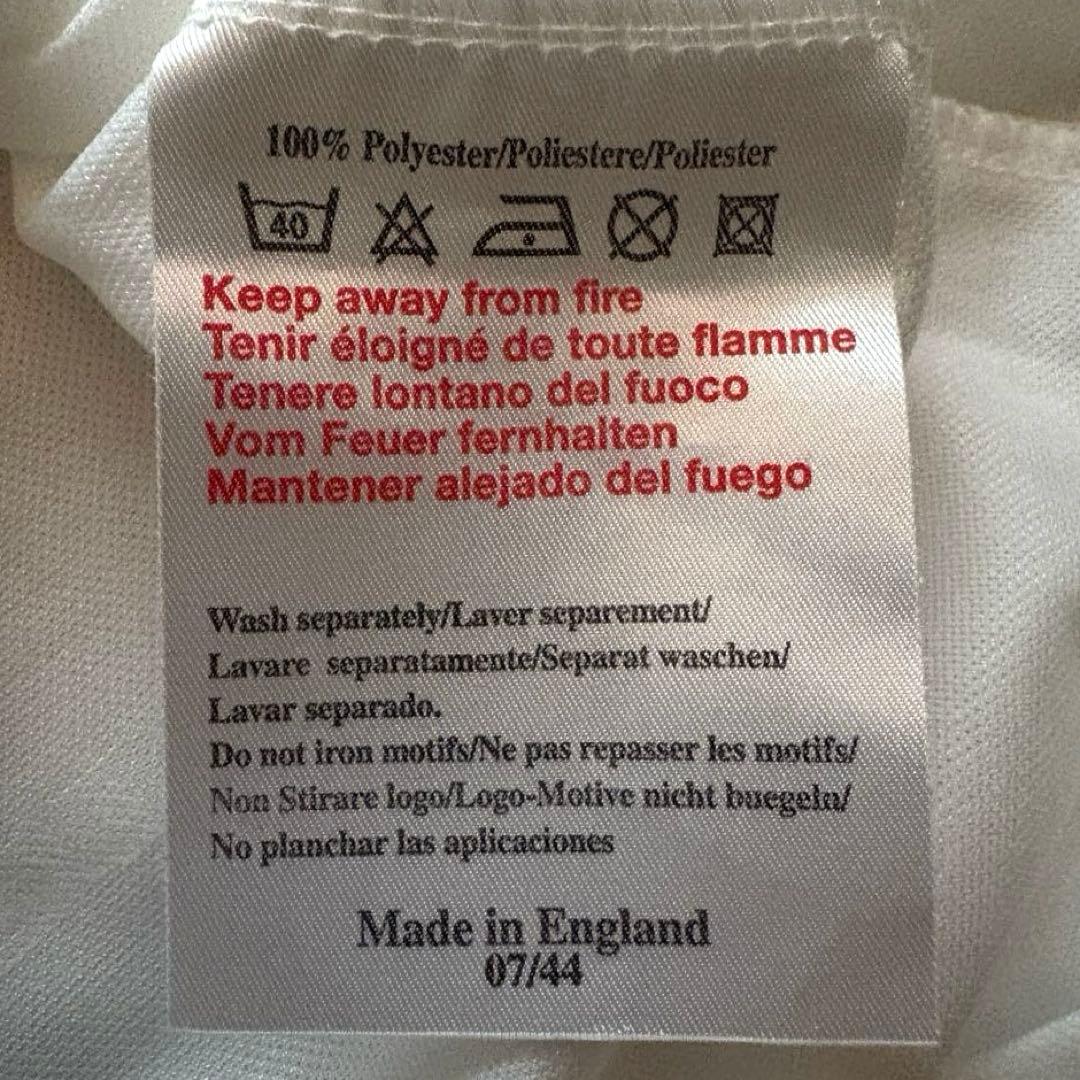 100% Polyester/Poliestere/Poliester
40
Keep away from fire
Tenir éloigné de toute flamme
Tenere lontano del fuoco
Vom Feuer fernhalten
Mantener alejado del fuego
Wash separately/Laver separement/
Lavare separatamente/Separat waschen/
Lavar separado.
Do not iron motifs/Ne pas repasser les motifs/
Non Stirare logo/Logo-Motive nicht buegeln/
No planchar las aplicaciones
Made in England
07/44